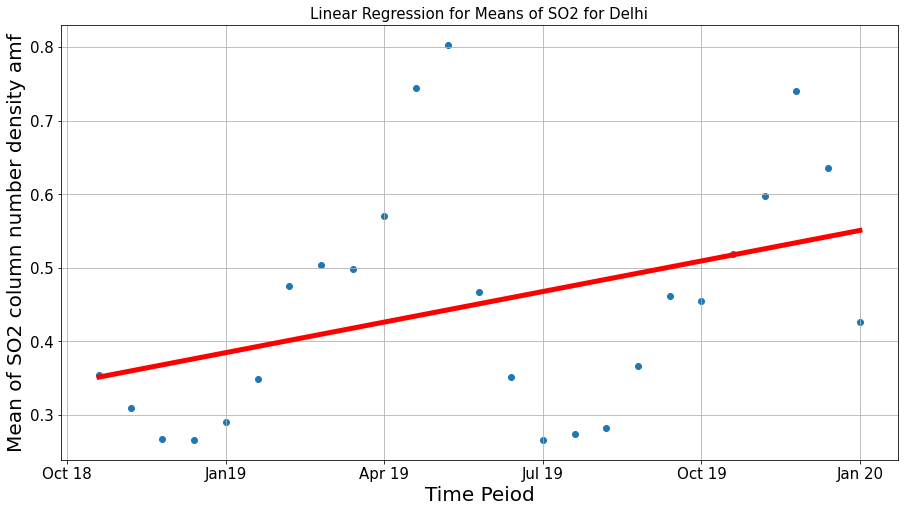 Linear Regression for Means of SO2 for Delhi
Mean of SO2 column number density amf
0.8
0.7
0.6
0.5
0.4
0.3
Oct 18 Jan19 Apr 19 Jul 19 Oct 19 Jan 20
Time Peiod